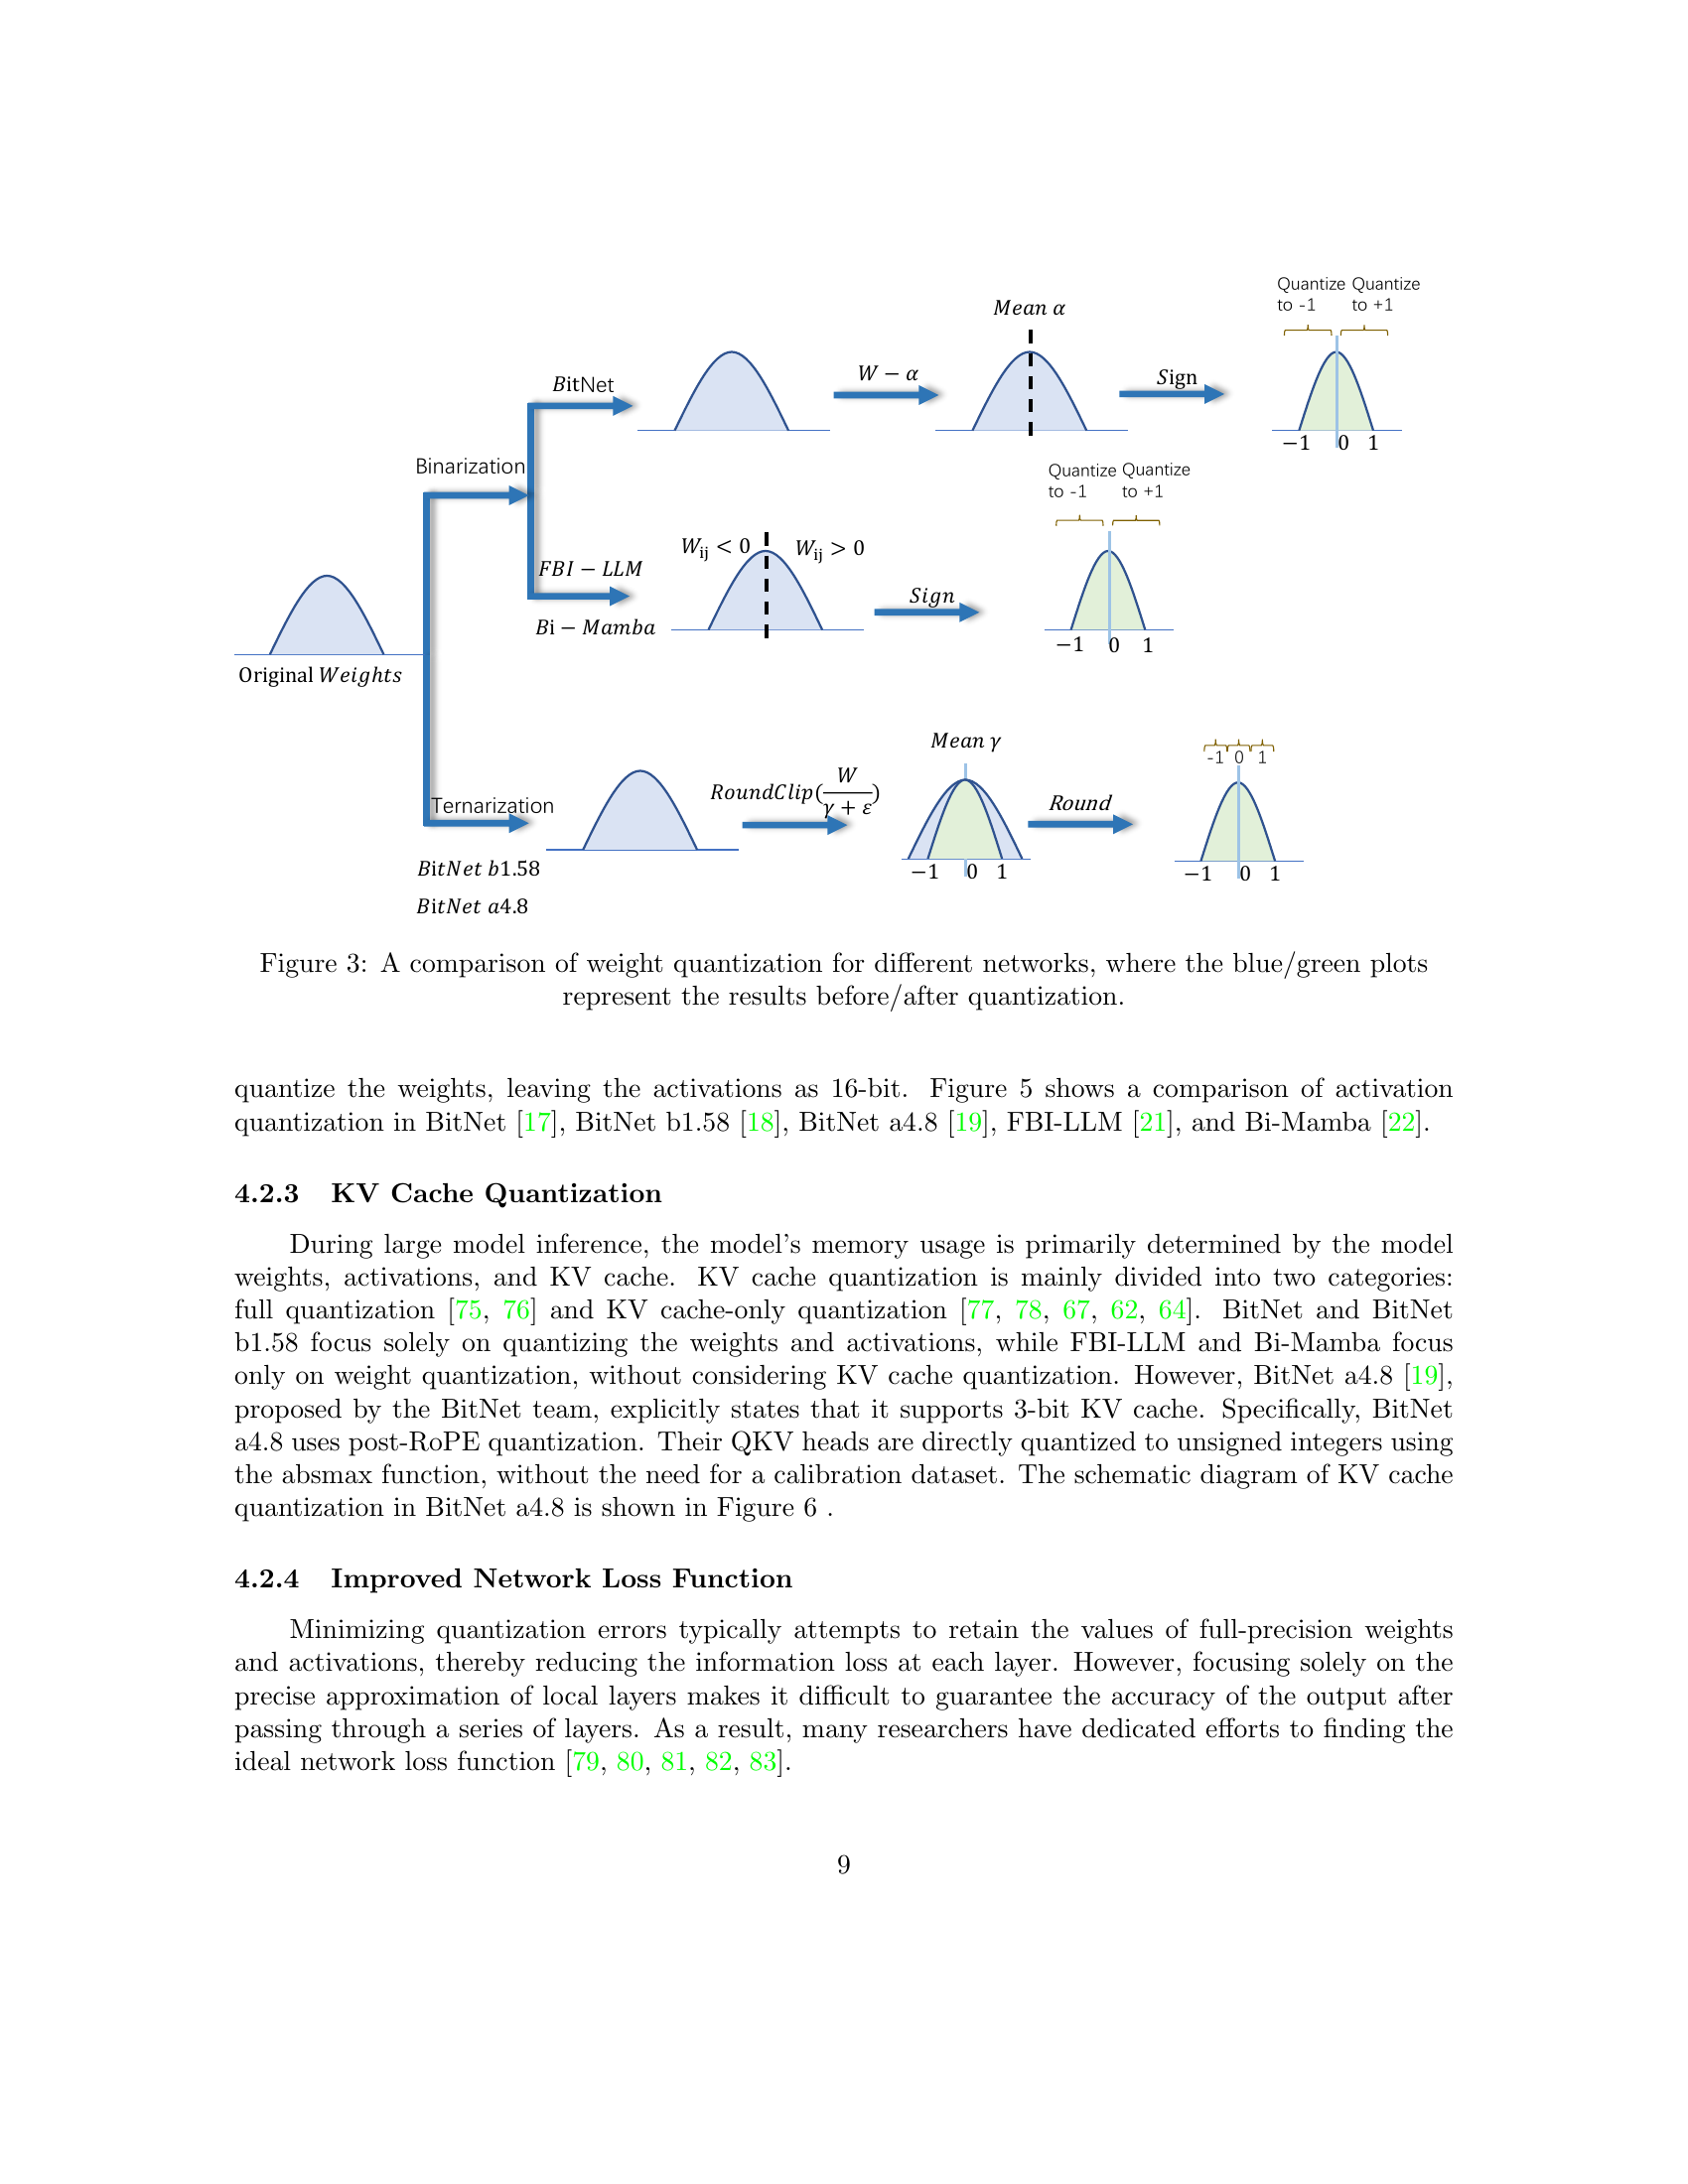 Quantize Quantize
to -1 to +1
Mean α
BitNet
W − α
Sign
−1 0 1
Binarization
Quantize Quantize
to -1 to +1
W_ij < 0 W_ij > 0
FBI − LLM
Sign
Bi − Mamba
−1 0 1
Original Weights
Mean γ
-1 0 1
RoundClip(W/(γ + ε))
Round
Ternarization
−1 0 1
−1 0 1
BitNet b1.58
BitNet a4.8
Figure 3: A comparison of weight quantization for different networks, where the blue/green plots
represent the results before/after quantization.
quantize the weights, leaving the activations as 16-bit. Figure 5 shows a comparison of activation
quantization in BitNet [17], BitNet b1.58 [18], BitNet a4.8 [19], FBI-LLM [21], and Bi-Mamba [22].
4.2.3 KV Cache Quantization
During large model inference, the model's memory usage is primarily determined by the model
weights, activations, and KV cache. KV cache quantization is mainly divided into two categories:
full quantization [75, 76] and KV cache-only quantization [77, 78, 67, 62, 64]. BitNet and BitNet
b1.58 focus solely on quantizing the weights and activations, while FBI-LLM and Bi-Mamba focus
only on weight quantization, without considering KV cache quantization. However, BitNet a4.8 [19],
proposed by the BitNet team, explicitly states that it supports 3-bit KV cache. Specifically, BitNet
a4.8 uses post-RoPE quantization. Their QKV heads are directly quantized to unsigned integers using
the absmax function, without the need for a calibration dataset. The schematic diagram of KV cache
quantization in BitNet a4.8 is shown in Figure 6 .
4.2.4 Improved Network Loss Function
Minimizing quantization errors typically attempts to retain the values of full-precision weights
and activations, thereby reducing the information loss at each layer. However, focusing solely on the
precise approximation of local layers makes it difficult to guarantee the accuracy of the output after
passing through a series of layers. As a result, many researchers have dedicated efforts to finding the
ideal network loss function [79, 80, 81, 82, 83].
9